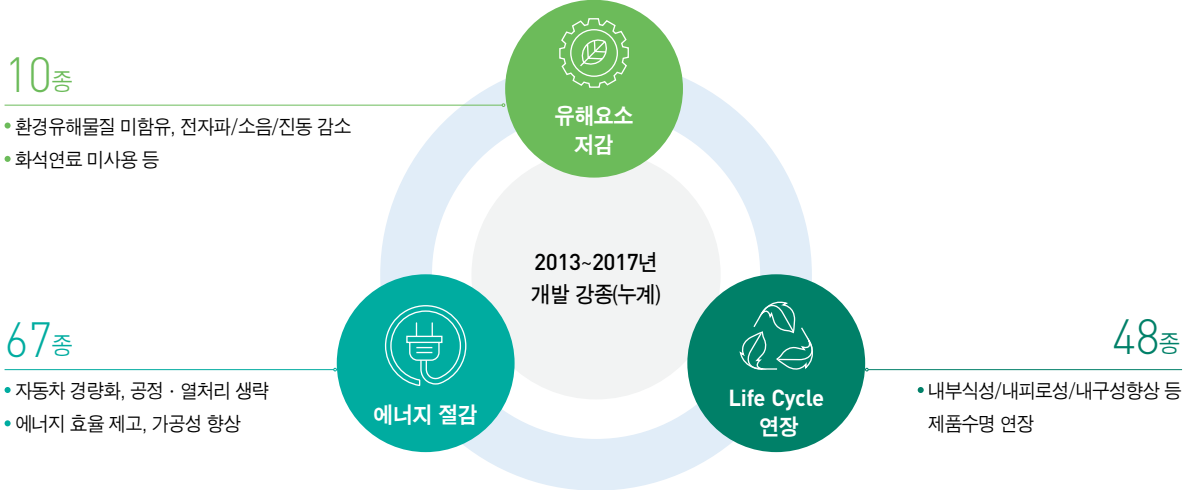 10종
• 환경유해물질 미함유, 전자파/소음/진동 감소
• 화석연료 미사용 등
유해요소
저감
2013~2017년
개발 강종(누계)
67종
• 자동차 경량화, 공정 · 열처리 생략
• 에너지 효율 제고, 가공성 향상
에너지 절감
Life Cycle
연장
48종
• 내부식성/내피로성/내구성향상 등
제품수명 연장